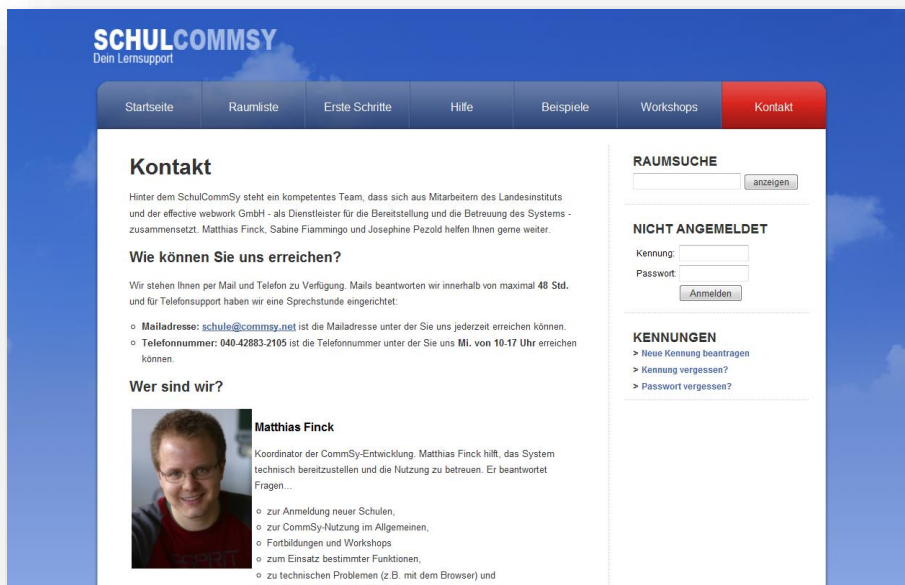 SCHULCOMMSY
Dein Lernsupport
Startseite
Raumliste
Erste Schritte
Hilfe
Beispiele
Workshops
Kontakt
Kontakt
Hinter dem SchulCommSy steht ein kompetentes Team, dass sich aus Mitarbeitern des Landesinstituts
und der effective webwork GmbH - als Dienstleister für die Bereitstellung und die Betreuung des Systems -
zusammensetzt. Matthias Finck, Sabine Fiammingo und Josephine Pezold helfen Ihnen gerne weiter.
Wie können Sie uns erreichen?
Wir stehen Ihnen per Mail und Telefon zu Verfügung. Mails beantworten wir innerhalb von maximal 48 Std.
und für Telefonsupport haben wir eine Sprechstunde eingerichtet:
Mailadresse: schule@commsy.net ist die Mailadresse unter der Sie uns jederzeit erreichen können.
Telefonnummer: 040-42883-2105 ist die Telefonnummer unter der Sie uns Mi. von 10-17 Uhr erreichen
können.
Wer sind wir?
Matthias Finck
Koordinator der CommSy-Entwicklung. Matthias Finck hilft, das System
technisch bereitzustellen und die Nutzung zu betreuen. Er beantwortet
Fragen...
zur Anmeldung neuer Schulen,
zur CommSy-Nutzung im Allgemeinen,
Fortbildungen und Workshops
zum Einsatz bestimmter Funktionen,
zu technischen Problemen (z.B. mit dem Browser) und
ESPRIT
RAUMSUCHE
anzeigen
NICHT ANGEMELDET
Kennung:
Passwort:
Anmelden
KENNUNGEN
> Neue Kennung beantragen
> Kennung vergessen?
> Passwort vergessen?